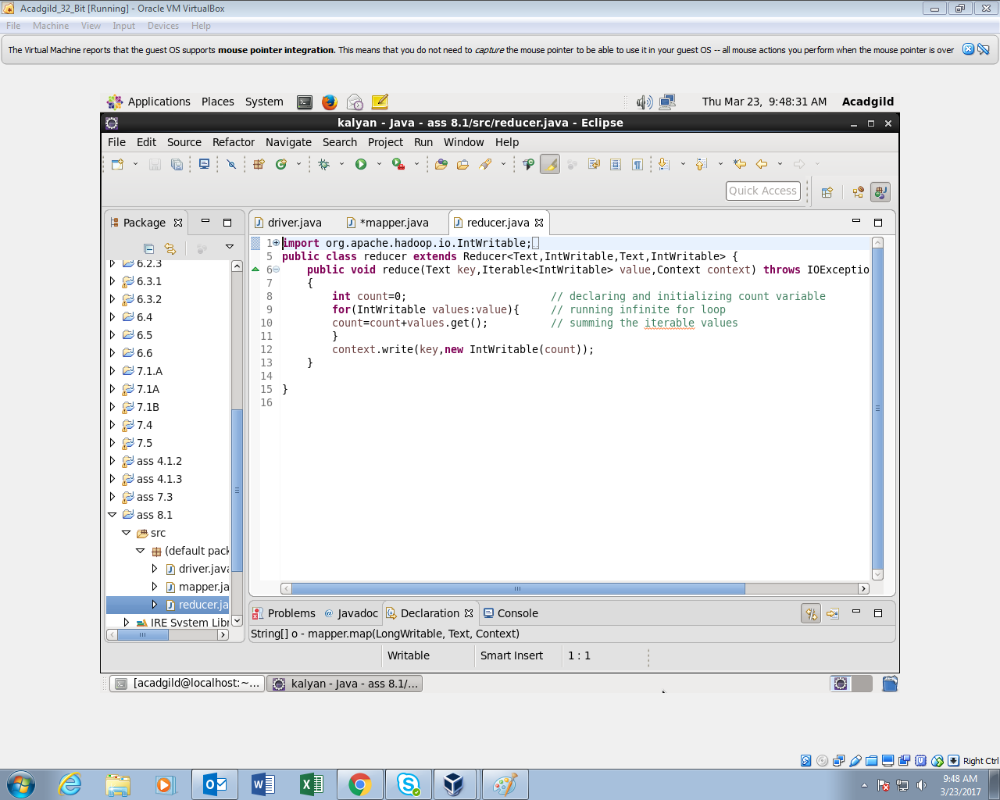 Acadgild_32_Bit [Running] - Oracle VM VirtualBox
File Machine View Input Devices Help
The Virtual Machine reports that the guest OS supports mouse pointer integration. This means that you do not need to capture the mouse pointer to be able to use it in your guest OS -- all mouse actions you perform when the mouse pointer is over
Applications Places System Thu Mar 23, 9:48:31 AM Acadgild
kalyan - Java - ass 8.1/src/reducer.java - Eclipse
File Edit Source Refactor Navigate Search Project Run Window Help
Quick Access
Package
6.2.3
6.3.1
6.3.2
6.4
6.5
6.6
7.1.A
7.1A
7.1B
7.4
7.5
ass 4.1.2
ass 4.1.3
ass 7.3
ass 8.1
src
(default pack
driver.java
mapper.ja
reducer.ja
JRE System Libr
driver.java *mapper.java reducer.java
1 import org.apache.hadoop.io.IntWritable;
5 public class reducer extends Reducer<Text,IntWritable,Text,IntWritable> {
6 public void reduce(Text key,Iterable<IntWritable> value,Context context) throws IOExceptio
7 {
8 int count=0; // declaring and initializing count variable
9 for(IntWritable values:value){ // running infinite for loop
10 count=count+values.get(); // summing the iterable values
11 }
12 context.write(key,new IntWritable(count));
13 }
14
15 }
16
Problems @ Javadoc Declaration Console
String[] o - mapper.map(LongWritable, Text, Context)
Writable Smart Insert 1 : 1
[acadgild@localhost:~... kalyan - Java - ass 8.1/...
Right Ctrl
9:48 AM
3/23/2017